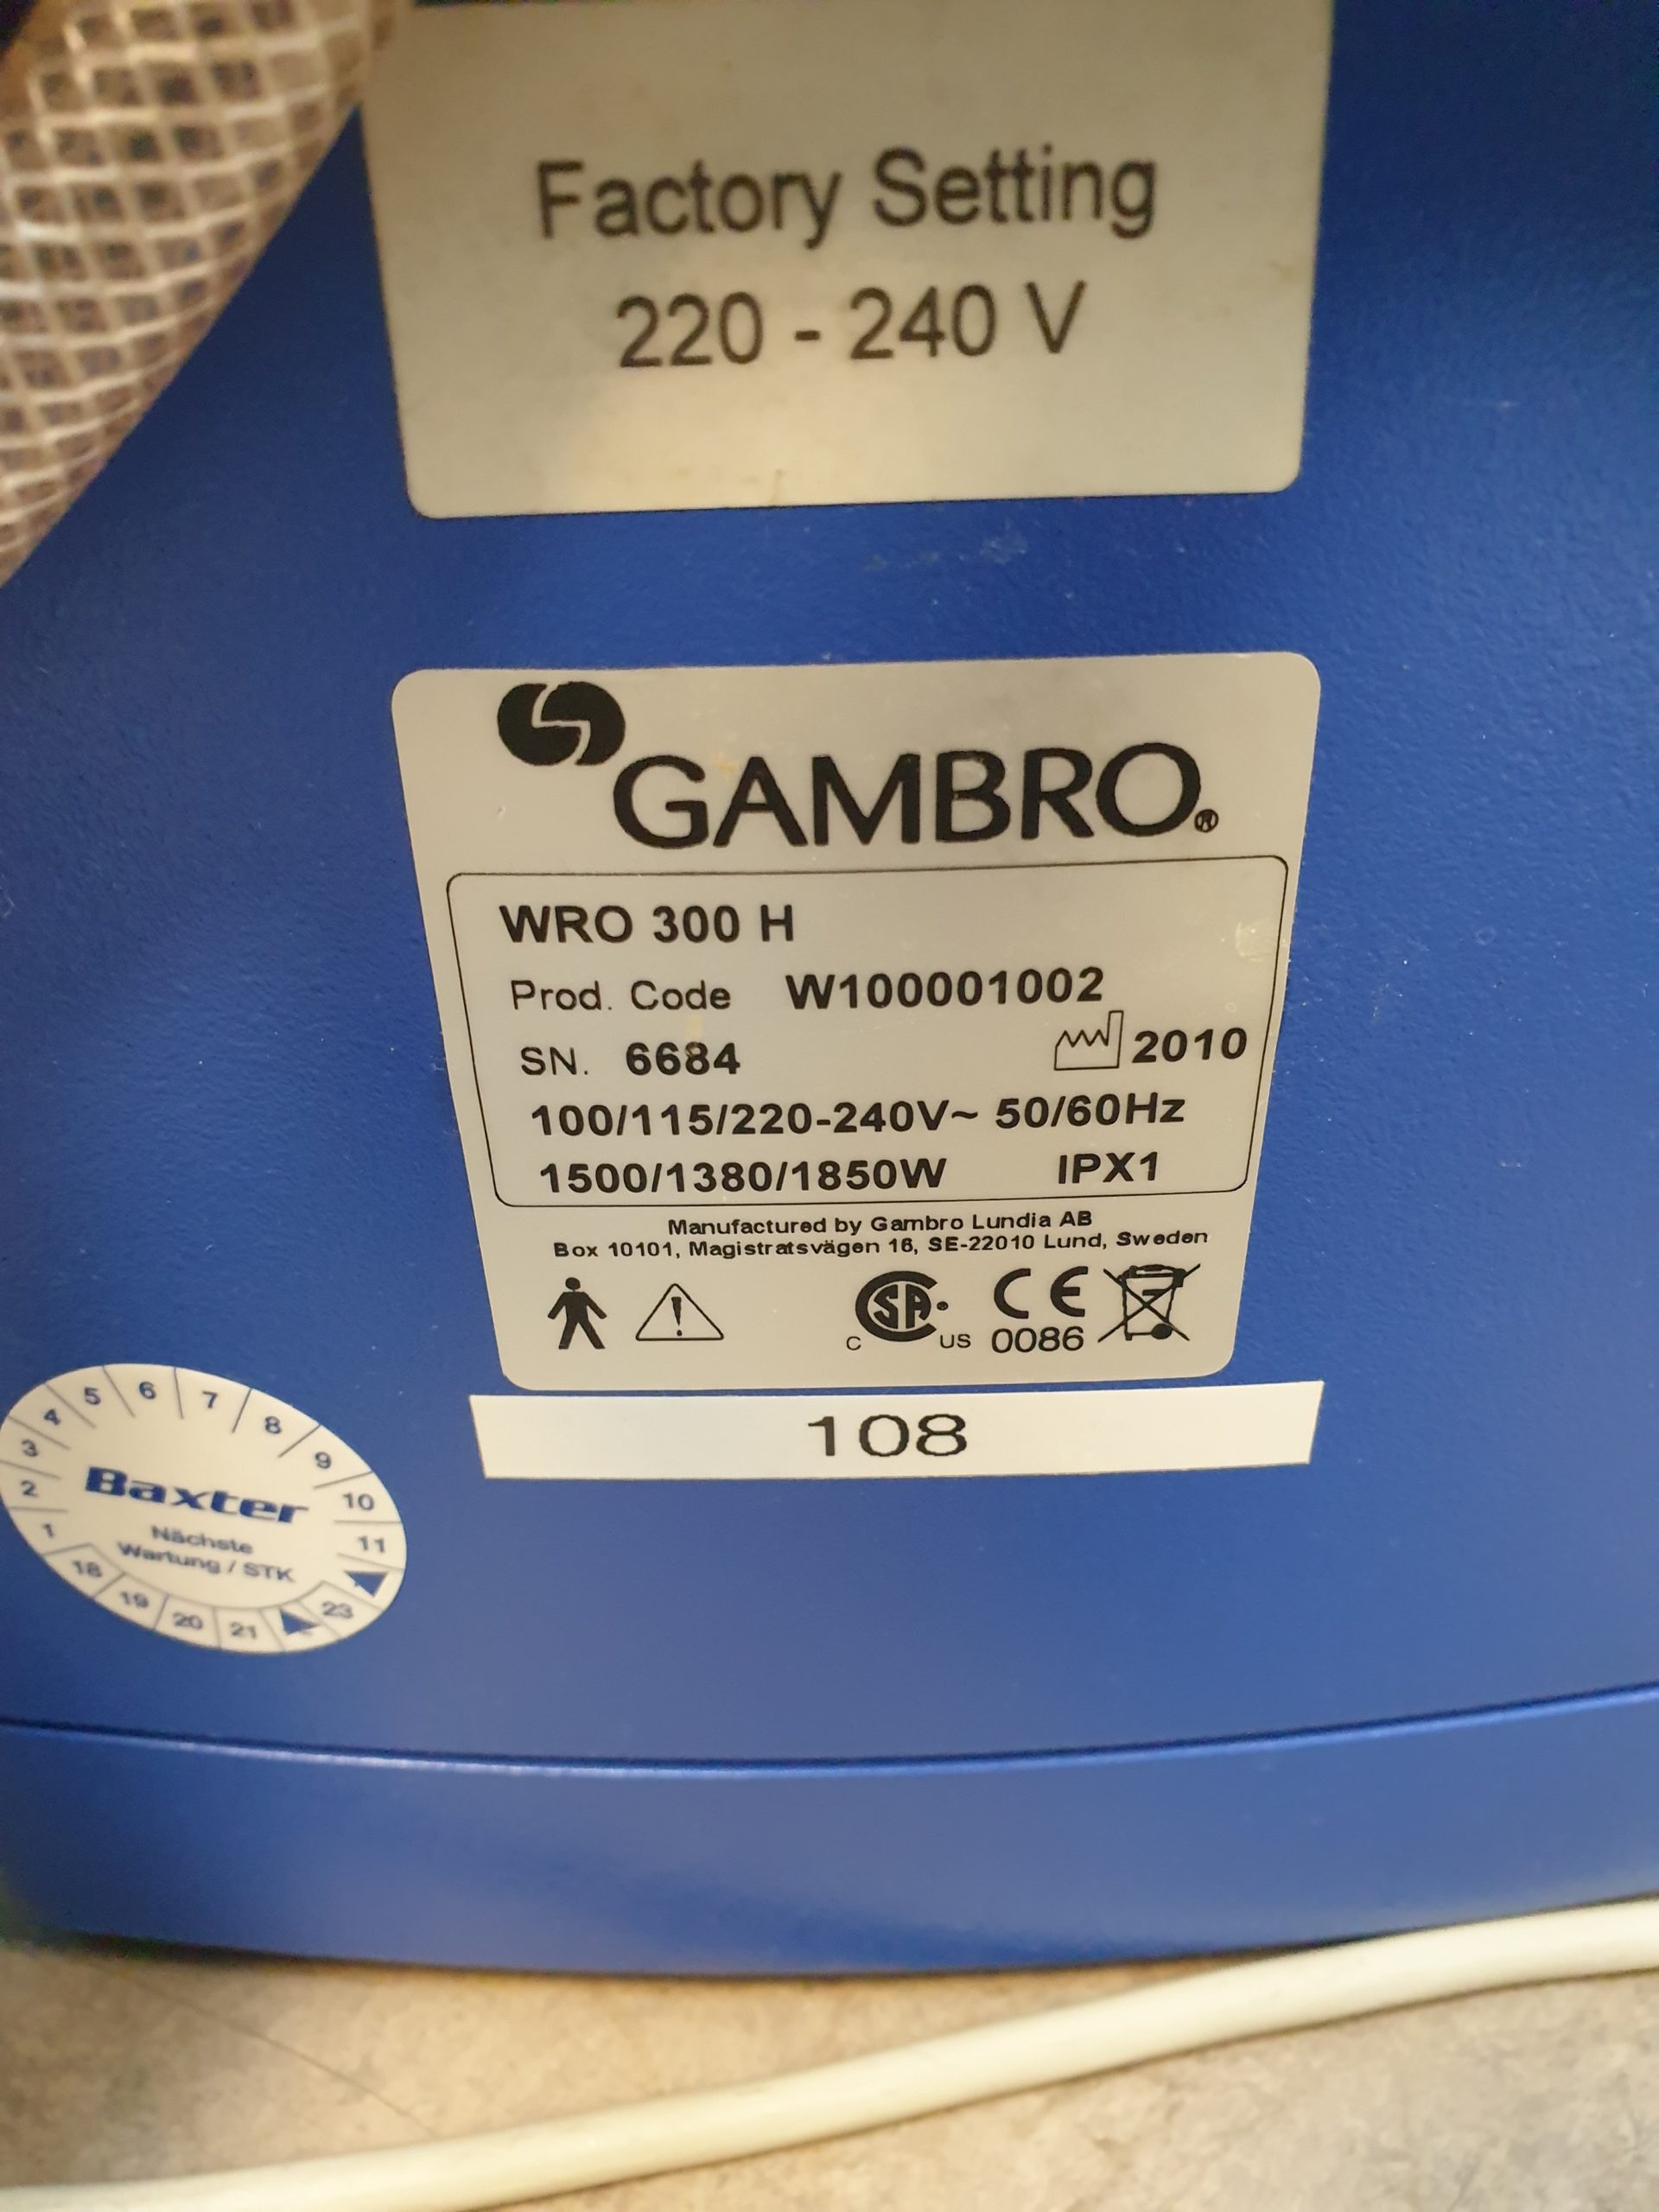 Factory Setting
220 - 240 V
GAMBRO®
WRO 300 H
Prod. Code W100001002
SN. 6684 2010
100/115/220-240V~ 50/60Hz
1500/1380/1850W IPX1
Manufactured by Gambro Lundia AB
Box 10101, Magistratsvägen 16, SE-22010 Lund, Sweden
C SA US CE
0086
108
1 2 3 4 5 6 7 8 9 10 11
Baxter
Nächste
Wartung / STK
18 19 20 21 23